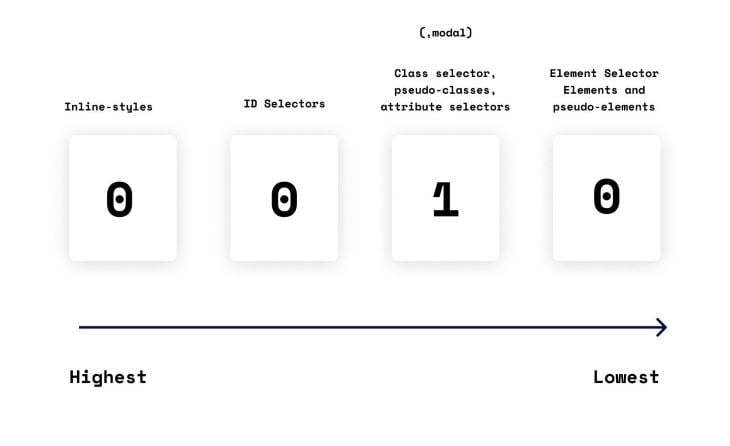 (,modal)
Inline-styles
ID Selectors
Class selector,
pseudo-classes,
attribute selectors
Element Selector
Elements and
pseudo-elements
0
0
1
0
Highest
Lowest